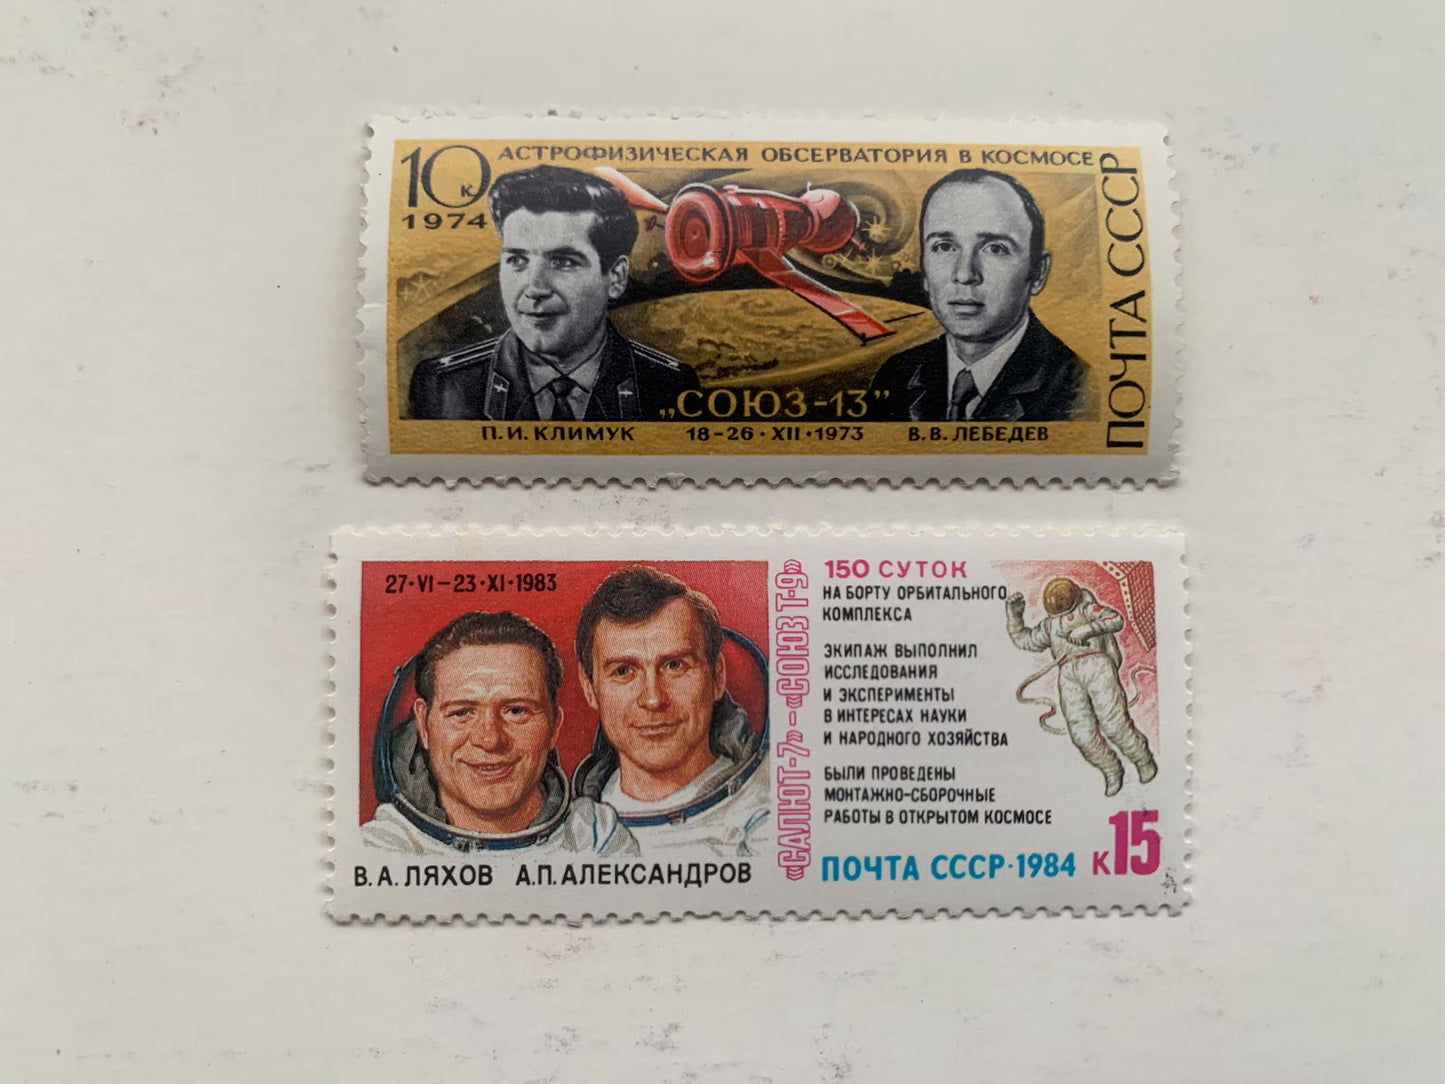 10 к
1974
АСТРОФИЗИЧЕСКАЯ ОБСЕРВАТОРИЯ В КОСМОСЕ
ПОЧТА СССР
„СОЮЗ-13”
П.И.КЛИМУК 18-26·XII·1973 В.В.ЛЕБЕДЕВ
27·VI–23·XI·1983
В.А.ЛЯХОВ А.П.АЛЕКСАНДРОВ
«САЛЮТ-7» – «СОЮЗ Т-9»
150 СУТОК
НА БОРТУ ОРБИТАЛЬНОГО
КОМПЛЕКСА
ЭКИПАЖ ВЫПОЛНИЛ
ИССЛЕДОВАНИЯ
И ЭКСПЕРИМЕНТЫ
В ИНТЕРЕСАХ НАУКИ
И НАРОДНОГО ХОЗЯЙСТВА
БЫЛИ ПРОВЕДЕНЫ
МОНТАЖНО-СБОРОЧНЫЕ
РАБОТЫ В ОТКРЫТОМ КОСМОСЕ
ПОЧТА СССР·1984 К15